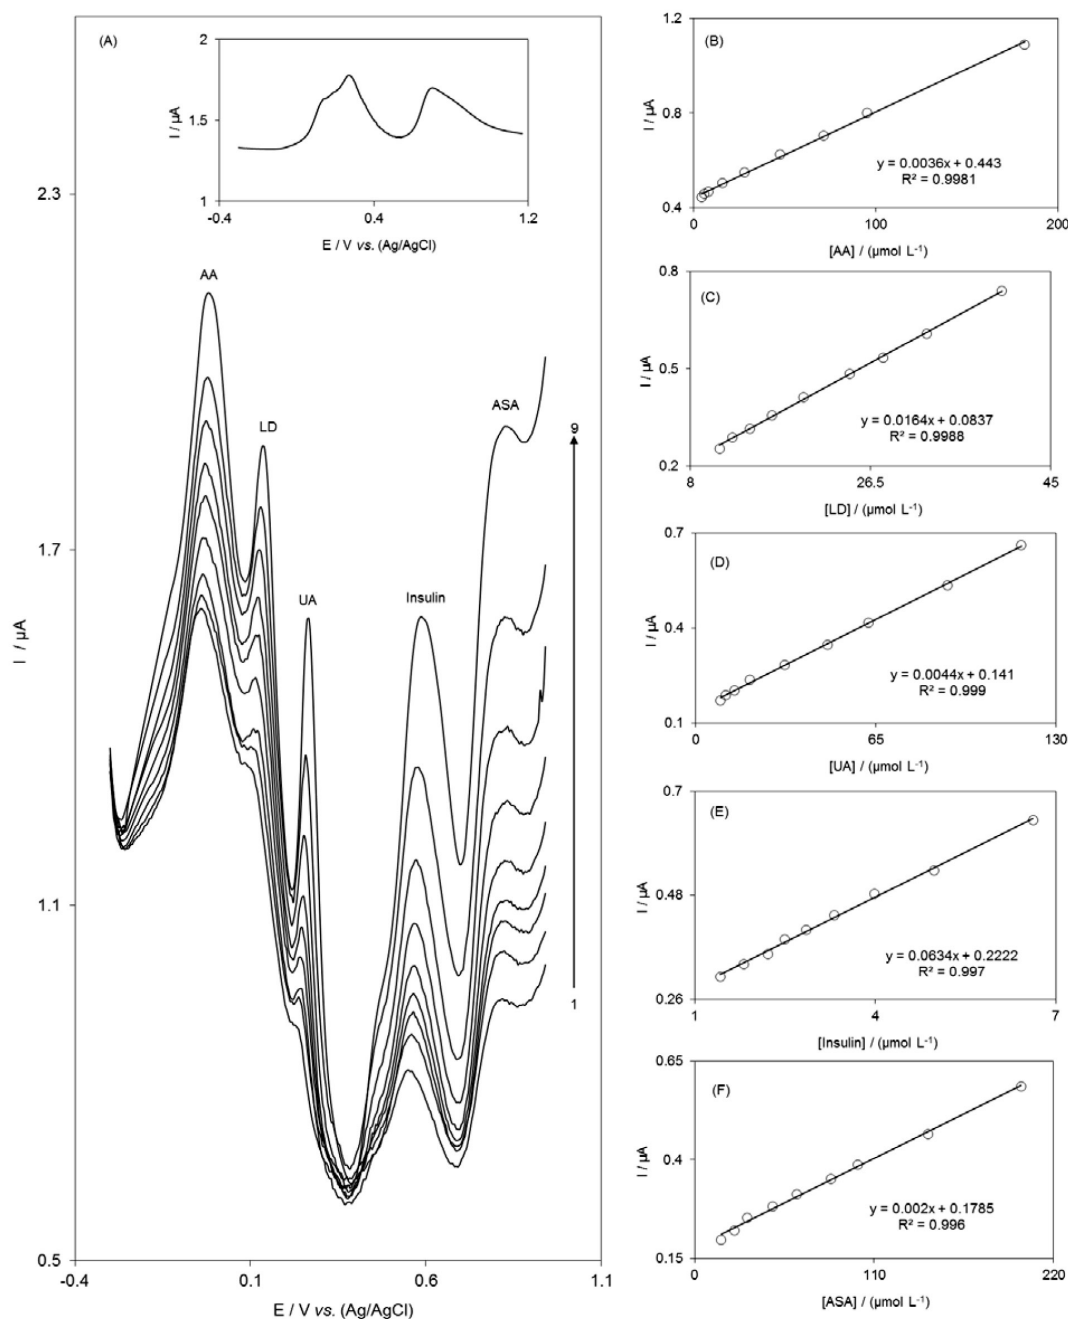 (A)
2
1.5
1
I / µA
-0.4
0.4
1.2
E / V vs. (Ag/AgCl)
2.3
1.7
1.1
0.5
I / µA
AA
LD
UA
Insulin
ASA
9
1
-0.4
0.1
0.6
1.1
E / V vs. (Ag/AgCl)
(B)
1.2
0.8
0.4
I / µA
y = 0.0036x + 0.443
R² = 0.9981
0
100
200
[AA] / (µmol L⁻¹)
(C)
0.8
0.5
0.2
I / µA
y = 0.0164x + 0.0837
R² = 0.9988
8
26.5
45
[LD] / (µmol L⁻¹)
(D)
0.7
0.4
0.1
I / µA
y = 0.0044x + 0.141
R² = 0.999
0
65
130
[UA] / (µmol L⁻¹)
(E)
0.7
0.48
0.26
I / µA
y = 0.0634x + 0.2222
R² = 0.997
1
4
7
[Insulin] / (µmol L⁻¹)
(F)
0.65
0.4
0.15
I / µA
y = 0.002x + 0.1785
R² = 0.996
0
110
220
[ASA] / (µmol L⁻¹)